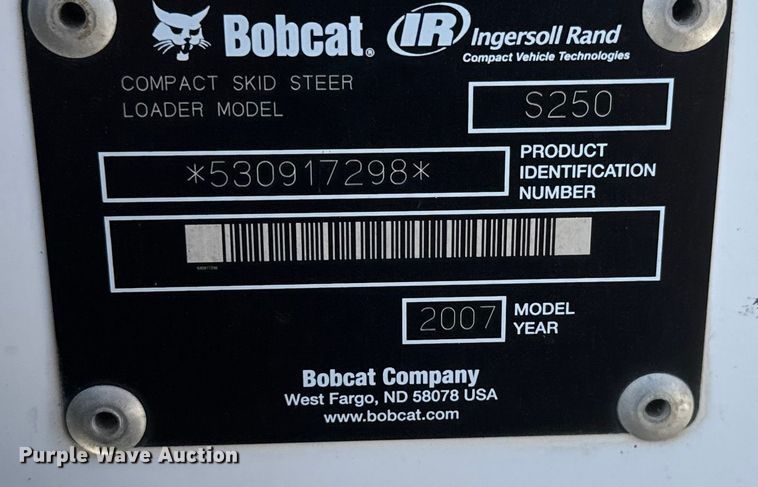 Bobcat® IR Ingersoll Rand
Compact Vehicle Technologies
COMPACT SKID STEER
LOADER MODEL
S250
*530917298*
PRODUCT
IDENTIFICATION
NUMBER
2007
MODEL
YEAR
Bobcat Company
West Fargo, ND 58078 USA
www.bobcat.com
Purple Wave Auction